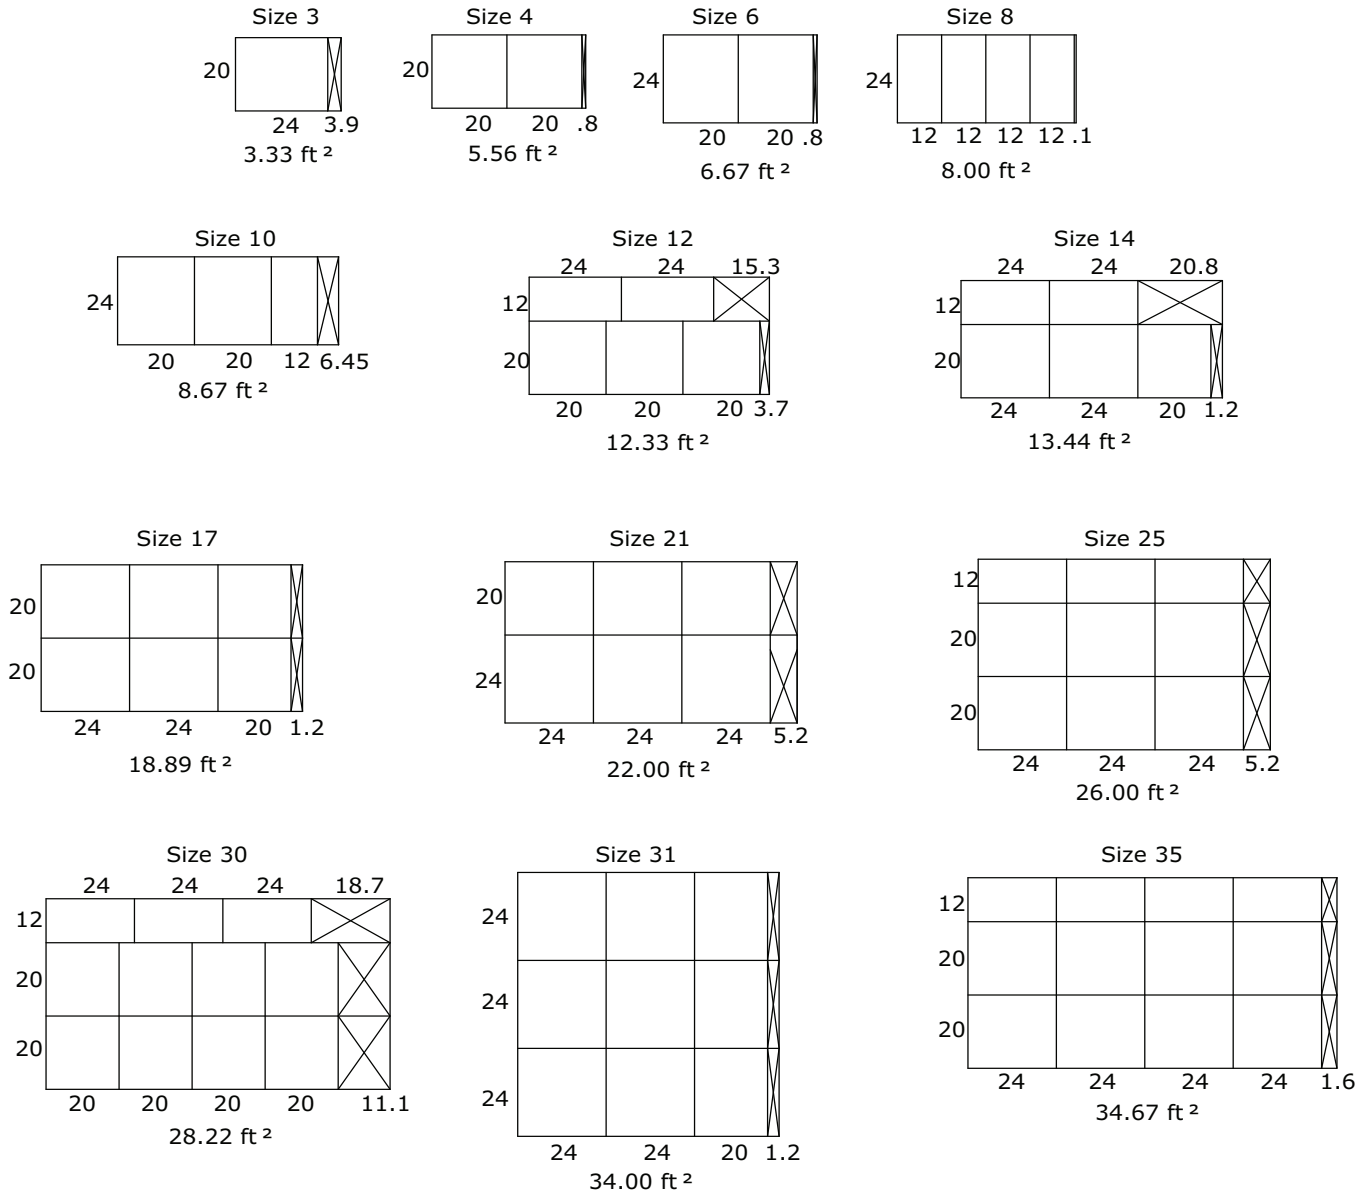 Size 3
20
24 3.9
3.33 ft ²
Size 4
20
20 20 .8
5.56 ft ²
Size 6
24
20 20 .8
6.67 ft ²
Size 8
24
12 12 12 12 .1
8.00 ft ²
Size 10
24
20 20 12 6.45
8.67 ft ²
Size 12
24 24 15.3
12
20
20 20 20 3.7
12.33 ft ²
Size 14
24 24 20.8
12
20
24 24 20 1.2
13.44 ft ²
Size 17
20
20
24 24 20 1.2
18.89 ft ²
Size 21
20
24
24 24 24 5.2
22.00 ft ²
Size 25
12
20
20
24 24 24 5.2
26.00 ft ²
Size 30
24 24 24 18.7
12
20
20
20 20 20 20 11.1
28.22 ft ²
Size 31
24
24
24
24 24 20 1.2
34.00 ft ²
Size 35
12
20
20
24 24 24 24 1.6
34.67 ft ²